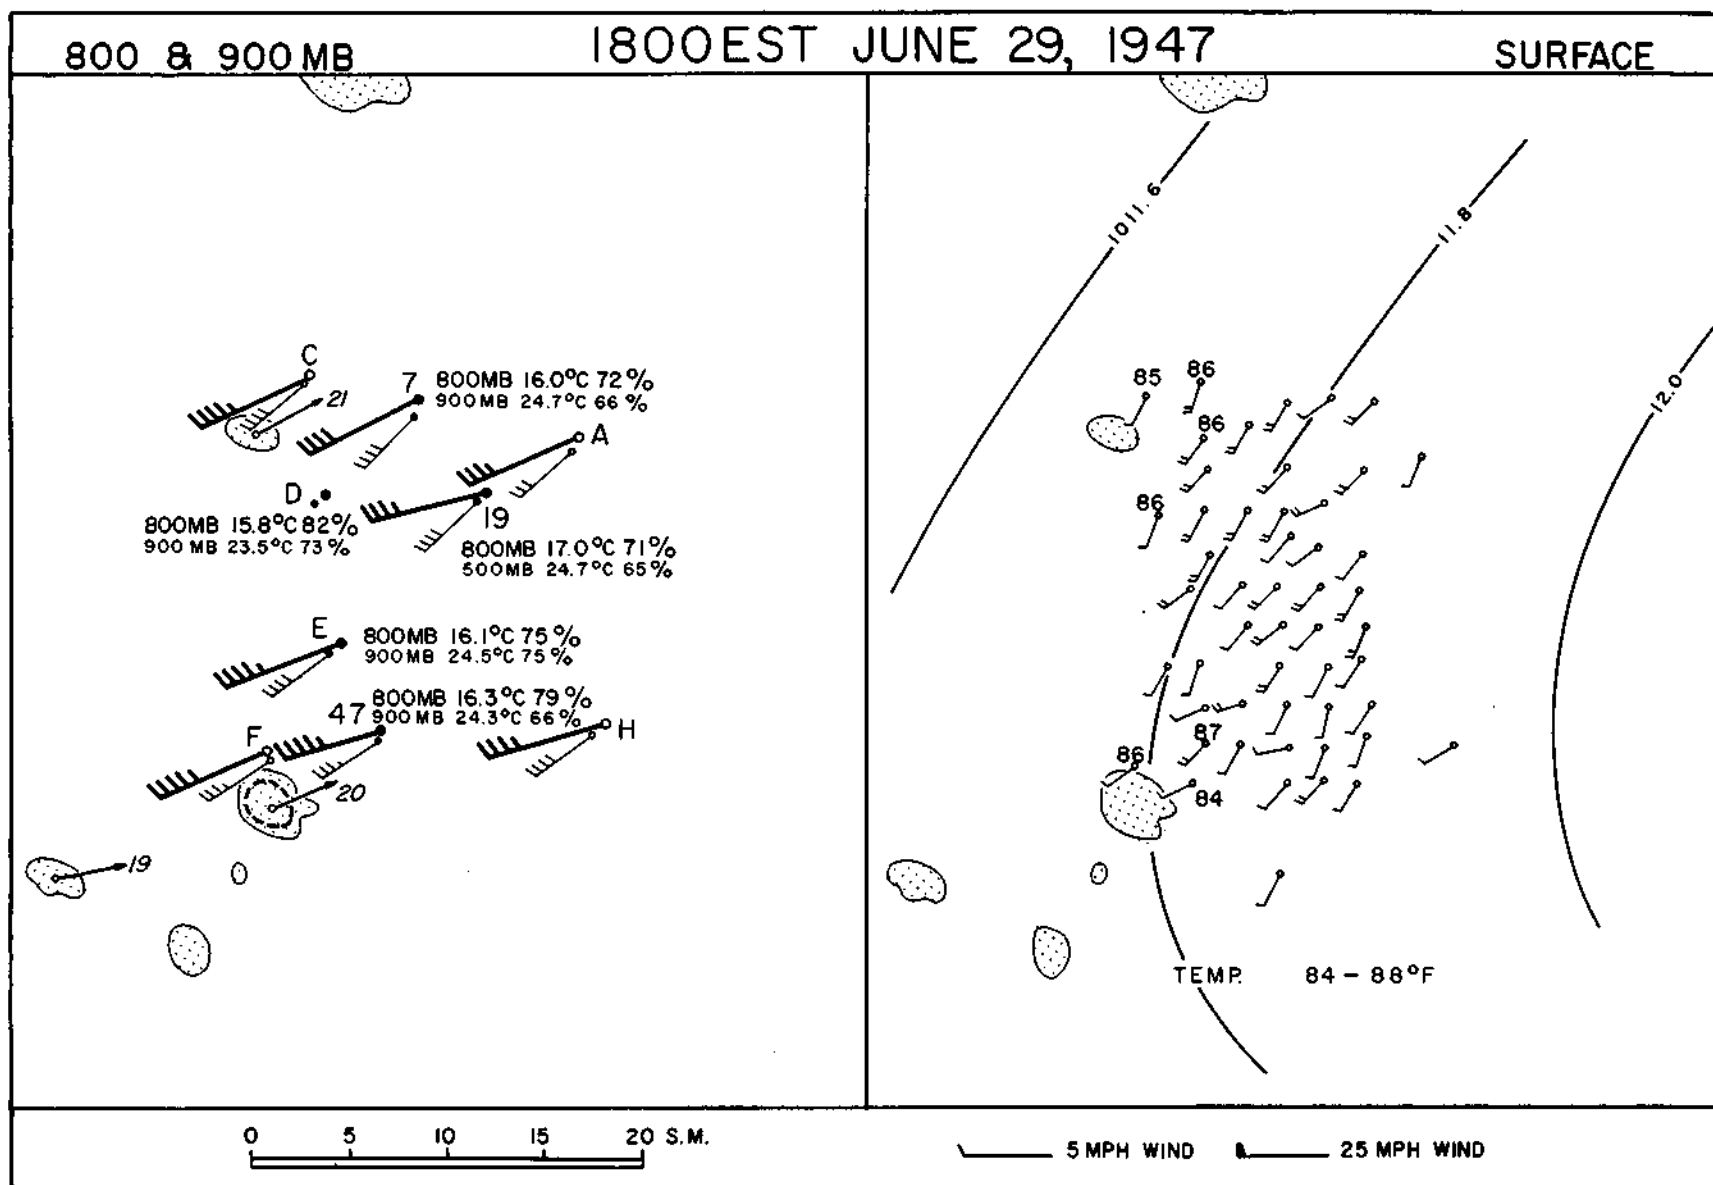 800 & 900 MB
1800 EST JUNE 29, 1947
SURFACE
C
21
7
800MB 16.0°C 72%
900MB 24.7°C 66%
A
D
800MB 15.8°C 82%
900 MB 23.5°C 73%
19
800MB 17.0°C 71%
500MB 24.7°C 65%
E
800MB 16.1°C 75%
900MB 24.5°C 75%
47
800MB 16.3°C 79%
900 MB 24.3°C 66%
F
H
20
19
1011.6
11.8
12.0
85
86
86
86
87
86
84
TEMP. 84 - 88°F
0 5 10 15 20 S.M.
5 MPH WIND
25 MPH WIND